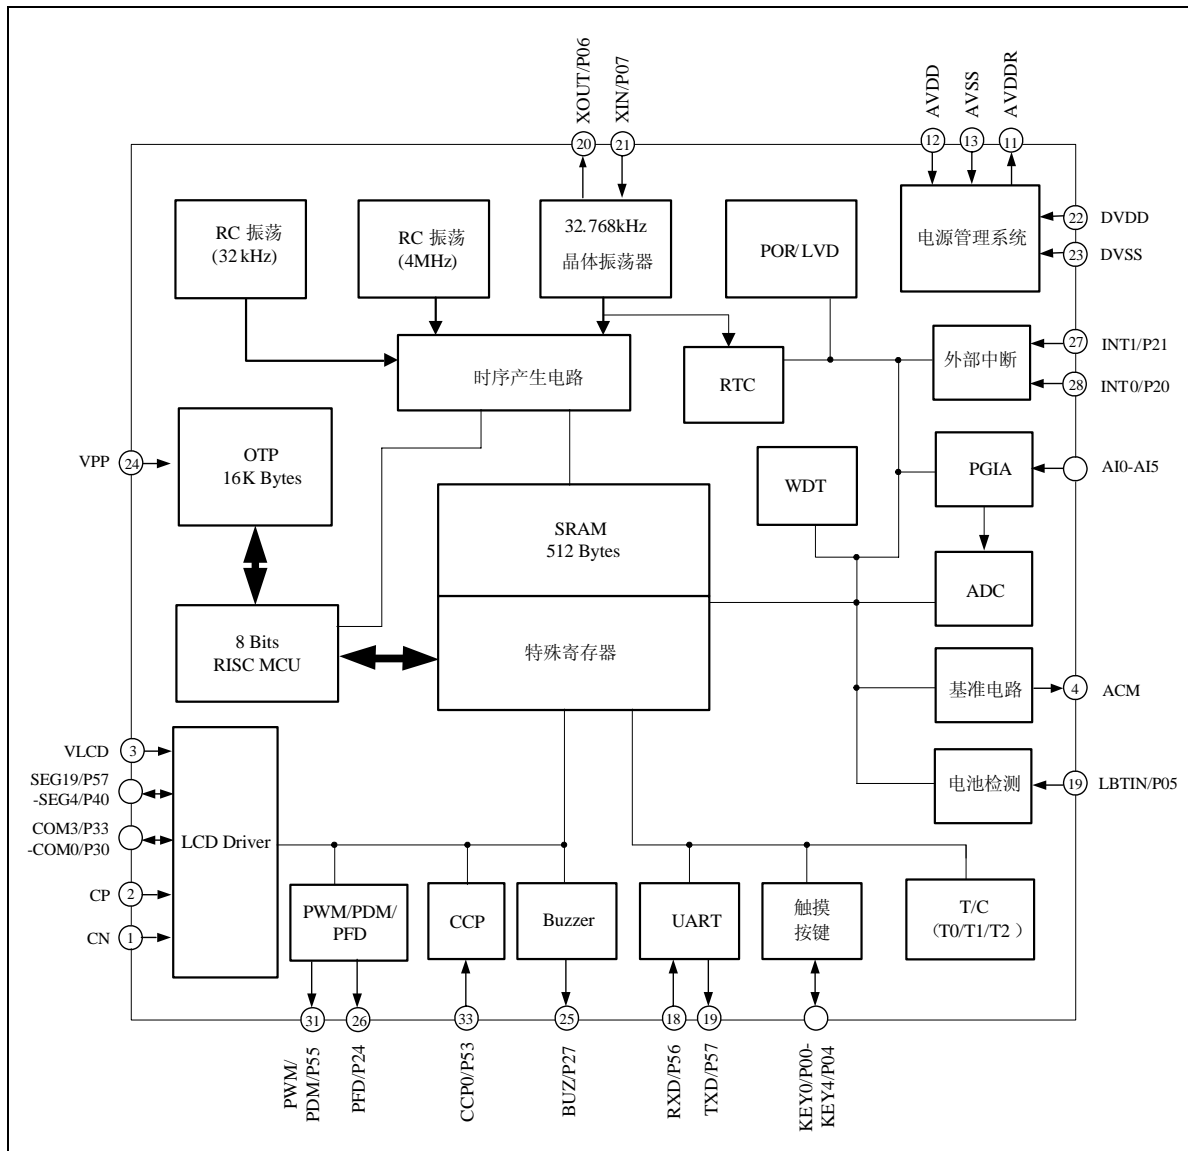 XOUT/P06
XIN/P07
AVDD
AVSS
AVDDR
20
21
12
13
11
RC 振荡
(32 kHz)
RC 振荡
(4MHz)
32.768kHz
晶体振荡器
POR/LVD
电源管理系统
22
DVDD
23
DVSS
时序产生电路
RTC
外部中断
27
INT1/P21
28
INT0/P20
VPP
24
OTP
16K Bytes
WDT
PGIA
AI0-AI5
SRAM
512 Bytes
ADC
8 Bits
RISC MCU
特殊寄存器
基准电路
4
ACM
VLCD
3
SEG19/P57
-SEG4/P40
COM3/P33
-COM0/P30
CP
2
CN
1
LCD Driver
电池检测
19
LBTIN/P05
PWM/PDM/
PFD
CCP
Buzzer
UART
触摸
按键
T/C
（T0/T1/T2 ）
31
26
33
25
18
19
PWM/
PDM/P55
PFD/P24
CCP0/P53
BUZ/P27
RXD/P56
TXD/P57
KEY0/P00-
KEY4/P04